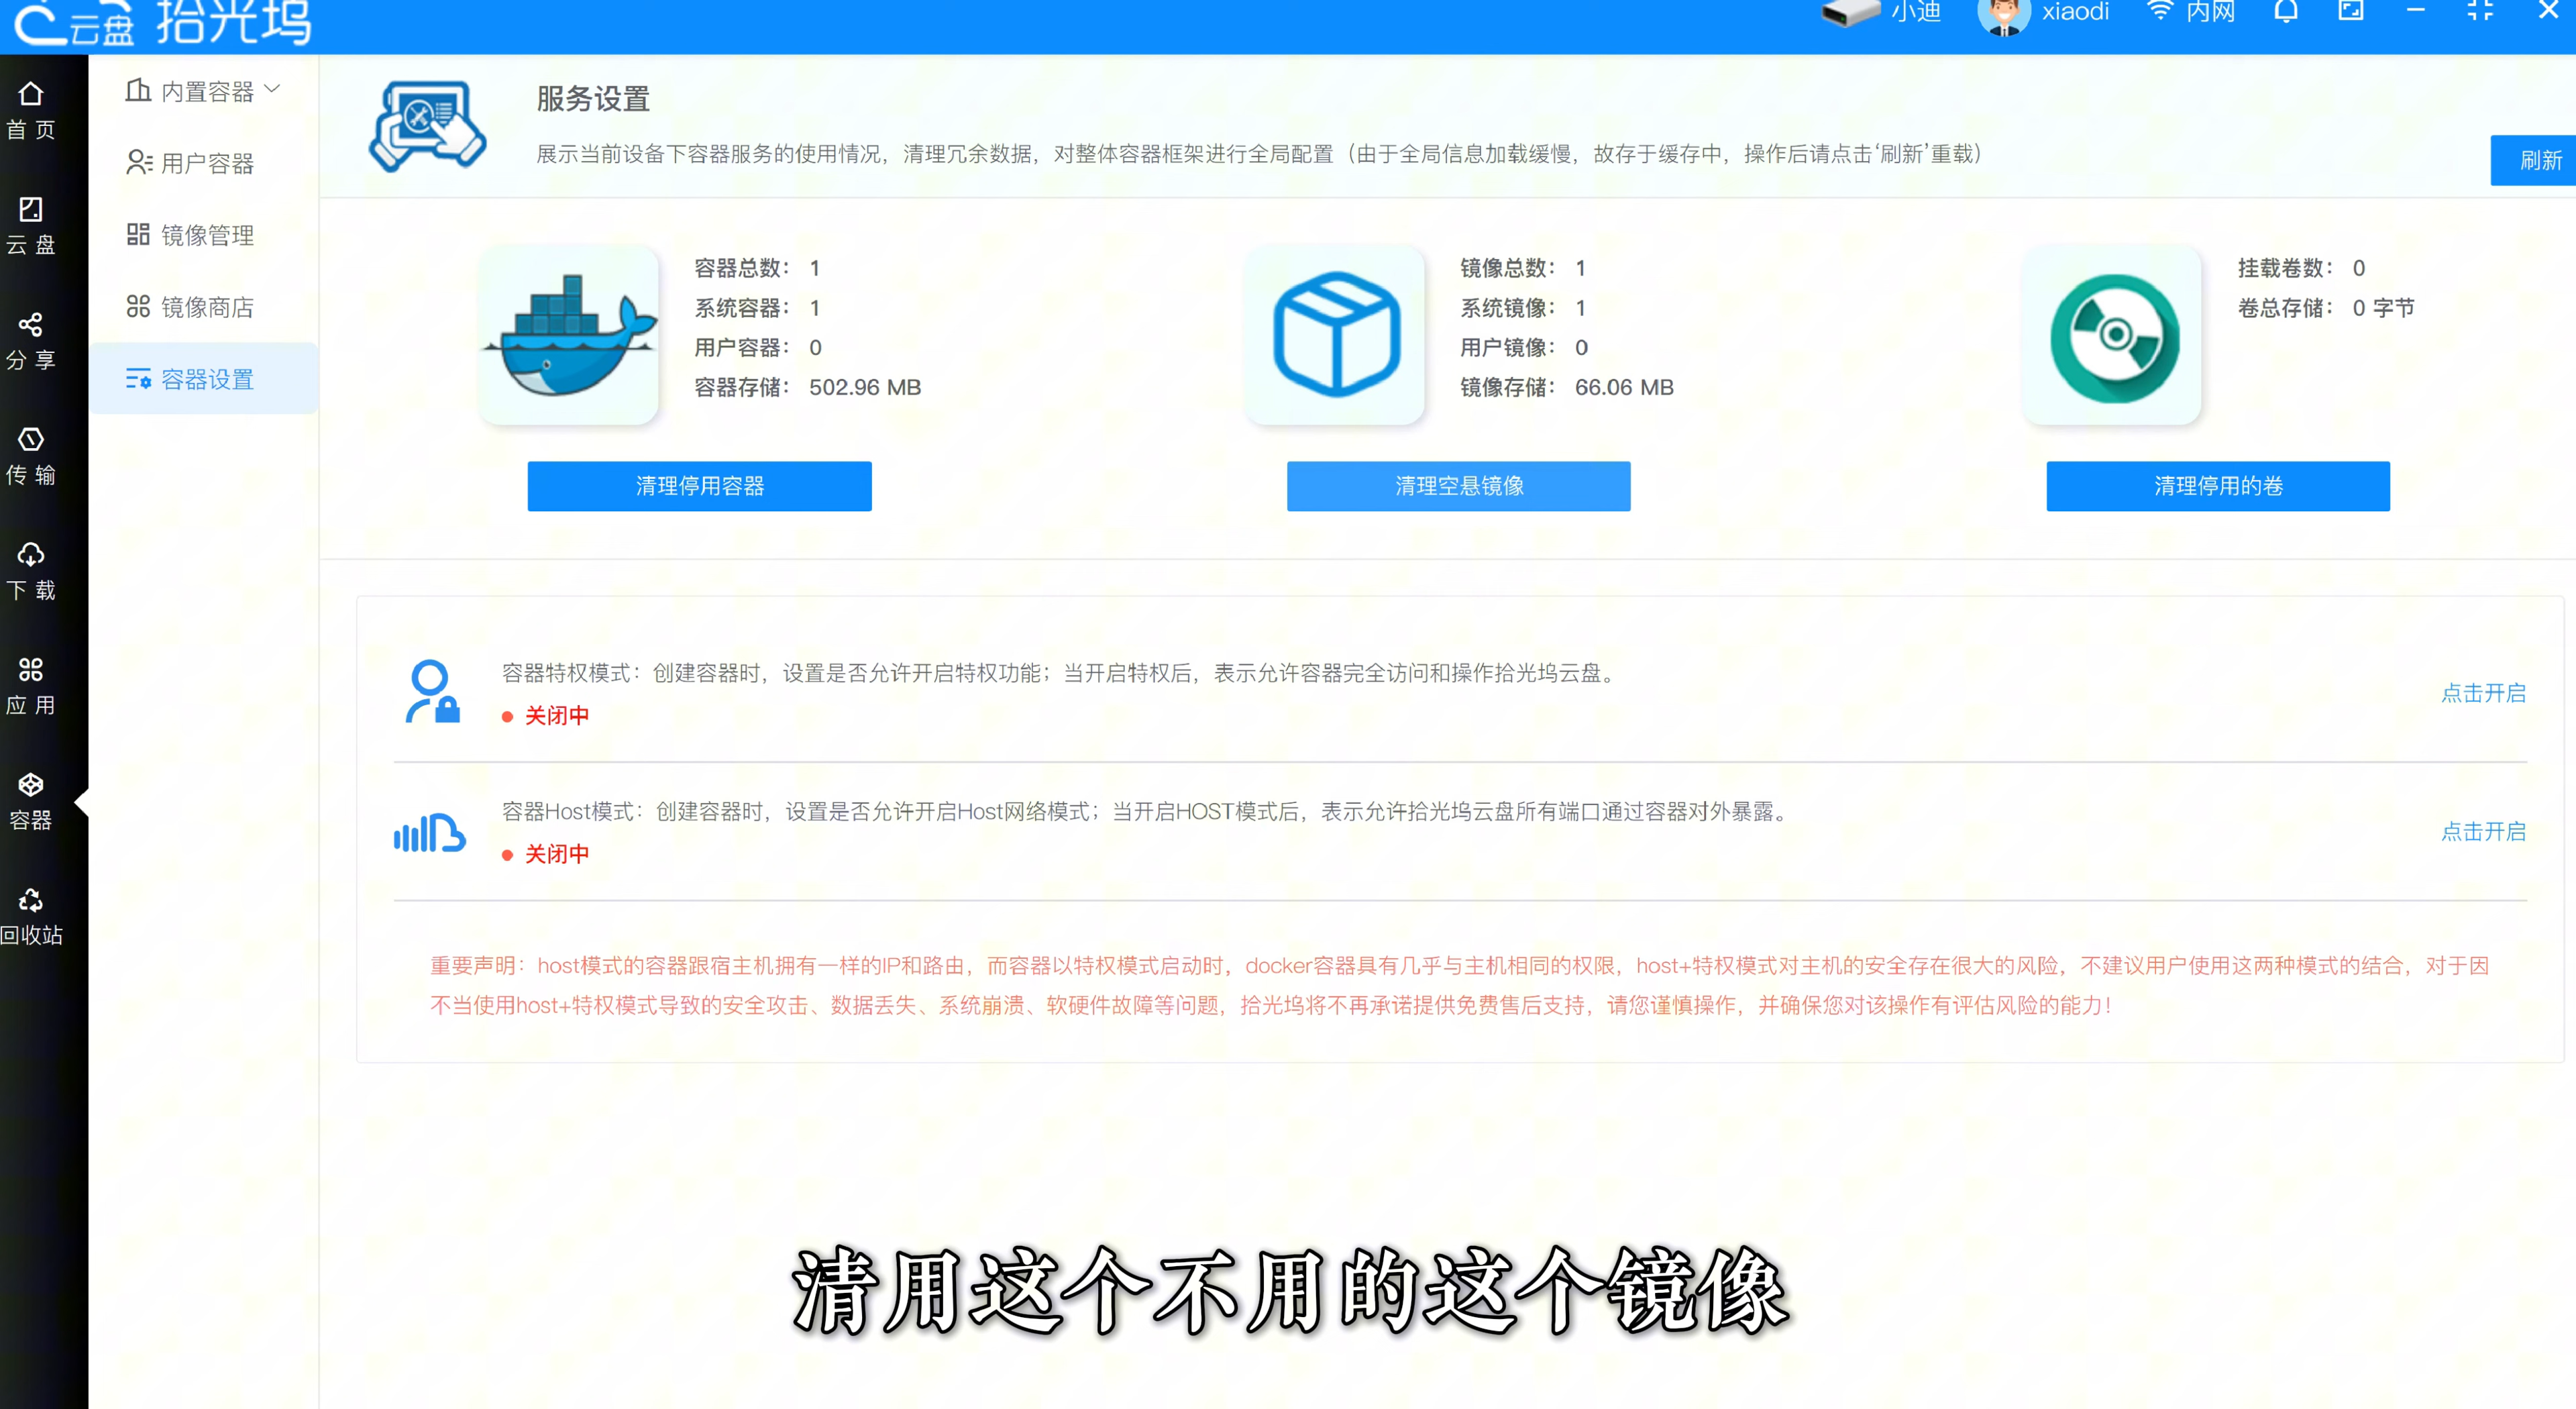 云盘 拾光坞
小迪 xiaodi 内网
首页
云盘
分享
传输
下载
应用
容器
回收站
内置容器
用户容器
镜像管理
镜像商店
容器设置
服务设置
展示当前设备下容器服务的使用情况，清理冗余数据，对整体容器框架进行全局配置（由于全局信息加载缓慢，故存于缓存中，操作后请点击‘刷新’重载）
刷新
容器总数： 1
系统容器： 1
用户容器： 0
容器存储： 502.96 MB
清理停用容器
镜像总数： 1
系统镜像： 1
用户镜像： 0
镜像存储： 66.06 MB
清理空悬镜像
挂载卷数： 0
卷总存储： 0 字节
清理停用的卷
容器特权模式：创建容器时，设置是否允许开启特权功能；当开启特权后，表示允许容器完全访问和操作拾光坞云盘。
关闭中
点击开启
容器Host模式：创建容器时，设置是否允许开启Host网络模式；当开启HOST模式后，表示允许拾光坞云盘所有端口通过容器对外暴露。
关闭中
点击开启
重要声明：host模式的容器跟宿主机拥有一样的IP和路由，而容器以特权模式启动时，docker容器具有几乎与主机相同的权限，host+特权模式对主机的安全存在很大的风险，不建议用户使用这两种模式的结合，对于因
不当使用host+特权模式导致的安全攻击、数据丢失、系统崩溃、软硬件故障等问题，拾光坞将不再承诺提供免费售后支持，请您谨慎操作，并确保您对该操作有评估风险的能力！
清用这个不用的这个镜像